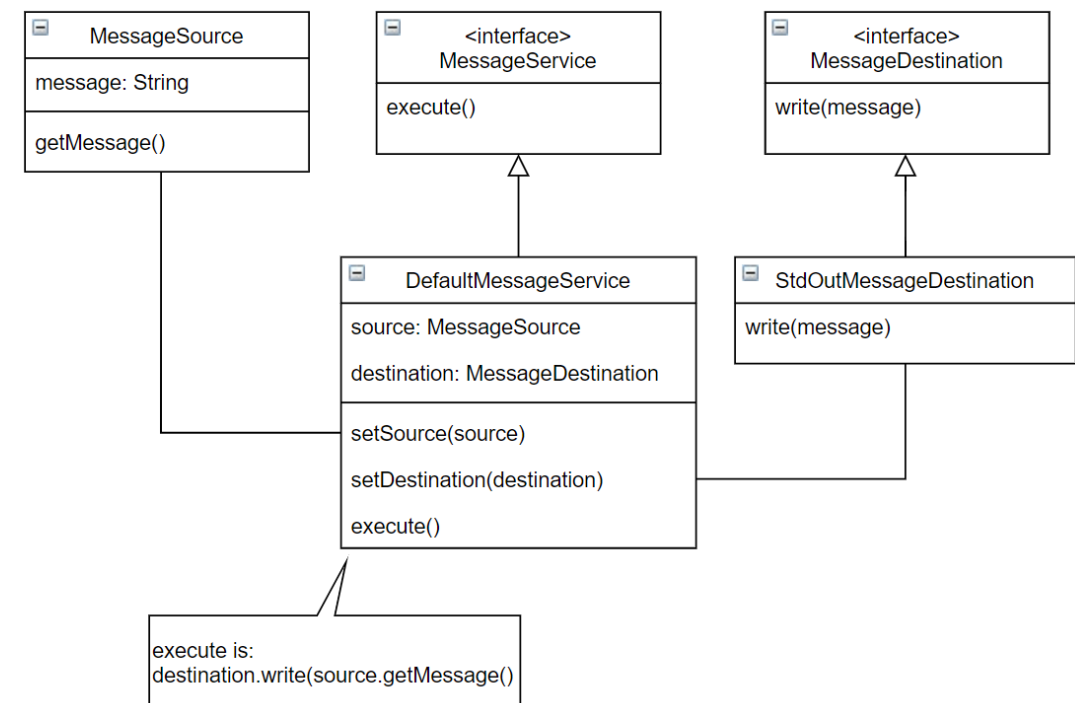 MessageSource
message: String
getMessage()
<interface>
MessageService
execute()
<interface>
MessageDestination
write(message)
DefaultMessageService
source: MessageSource
destination: MessageDestination
setSource(source)
setDestination(destination)
execute()
StdOutMessageDestination
write(message)
execute is:
destination.write(source.getMessage()